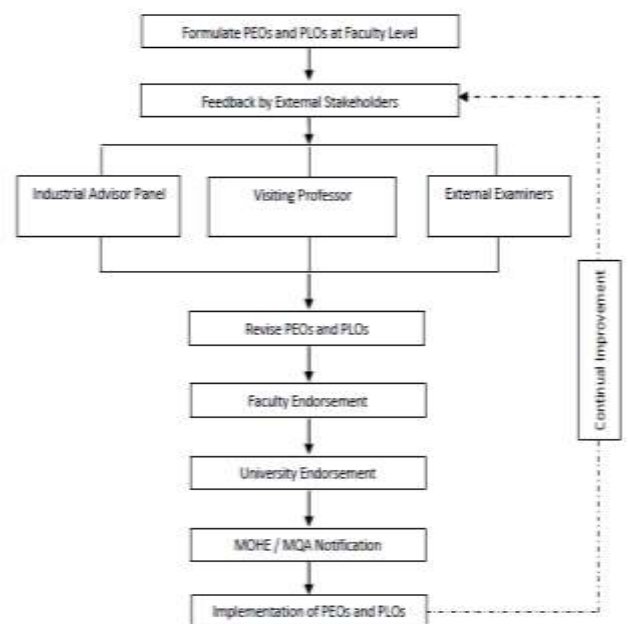 Formulate PEOs and PLOs at Faculty Level
Feedback by External Stakeholders
Industrial Advisor Panel
Visiting Professor
External Examiners
Revise PEOs and PLOs
Faculty Endorsement
University Endorsement
MOHE / MQA Notification
Implementation of PEOs and PLOs
Continual Improvement